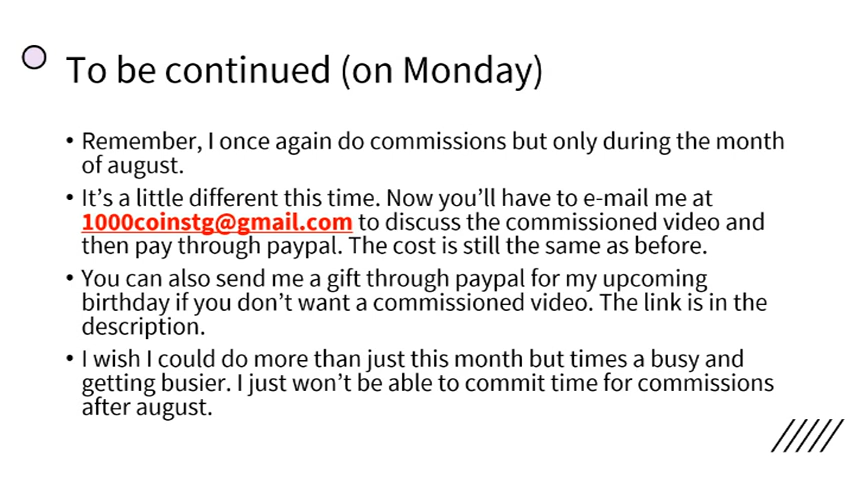 To be continued (on Monday)
• Remember, I once again do commissions but only during the month
of august.
• It’s a little different this time. Now you’ll have to e-mail me at
1000coinstg@gmail.com to discuss the commissioned video and
then pay through paypal. The cost is still the same as before.
• You can also send me a gift through paypal for my upcoming
birthday if you don’t want a commissioned video. The link is in the
description.
• I wish I could do more than just this month but times a busy and
getting busier. I just won’t be able to commit time for commissions
after august.